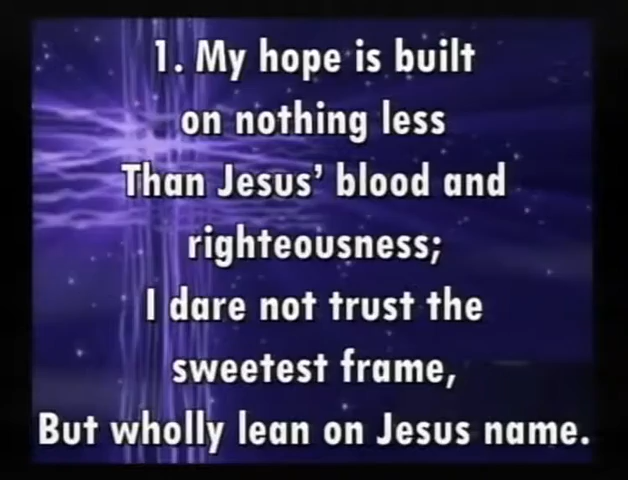 1. My hope is built
on nothing less
Than Jesus’ blood and
righteousness;
I dare not trust the
sweetest frame,
But wholly lean on Jesus name.